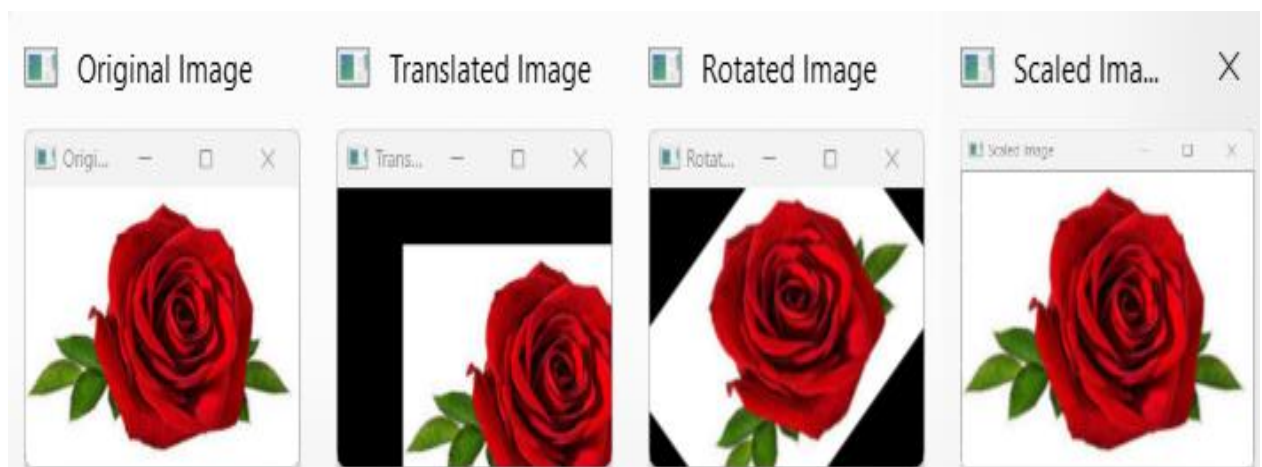 Original Image
Translated Image
Rotated Image
Scaled Ima...
Origi...
Trans...
Rotat...
Scaled Image